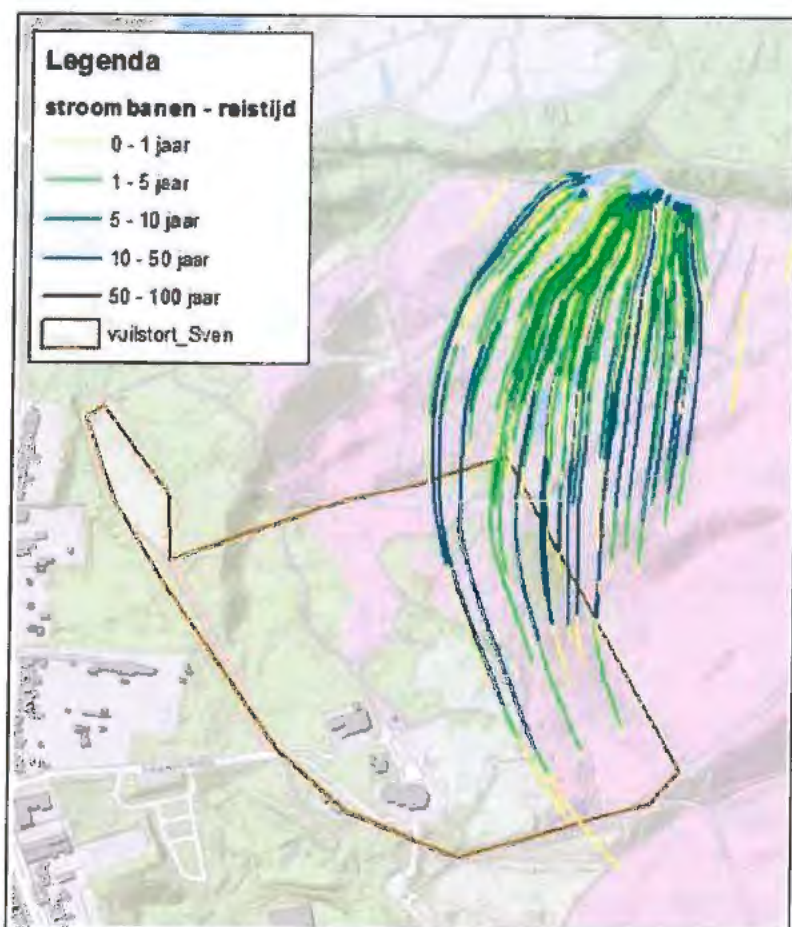 Legenda
stroombanen - reistijd
0 - 1 jaar
1 - 5 jaar
5 - 10 jaar
10 - 50 jaar
50 - 100 jaar
vuilstort_Sven